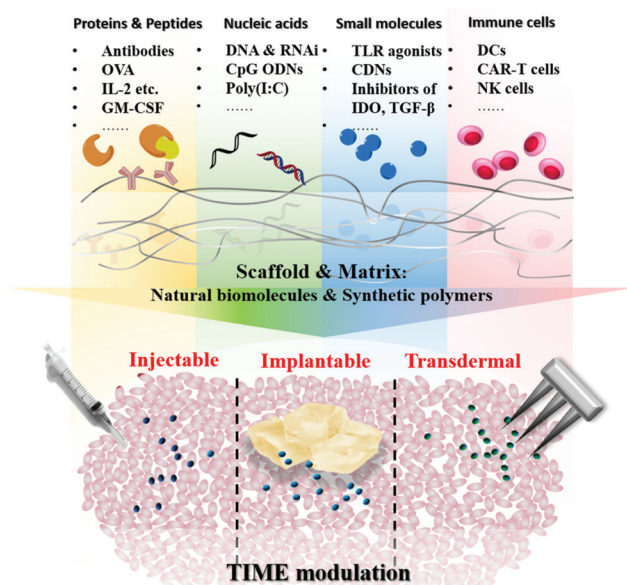 Proteins & Peptides
• Antibodies
• OVA
• IL-2 etc.
• GM-CSF
• ......
Nucleic acids
• DNA & RNAi
• CpG ODNs
• Poly(I:C)
• ......
Small molecules
• TLR agonists
• CDNs
• Inhibitors of
• IDO, TGF-β
• ......
Immune cells
• DCs
• CAR-T cells
• NK cells
• ......
Scaffold & Matrix:
Natural biomolecules & Synthetic polymers
Injectable
Implantable
Transdermal
TIME modulation